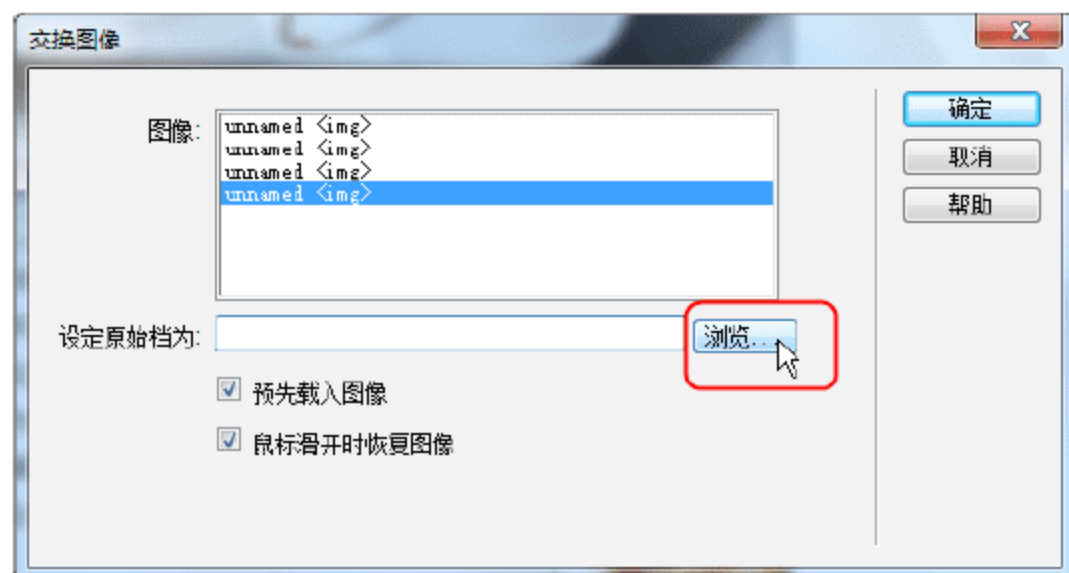 交换图像
图像:
unnamed <img>
unnamed <img>
unnamed <img>
unnamed <img>
设定原始档为:
浏览...
预先载入图像
鼠标滑开时恢复图像
确定
取消
帮助